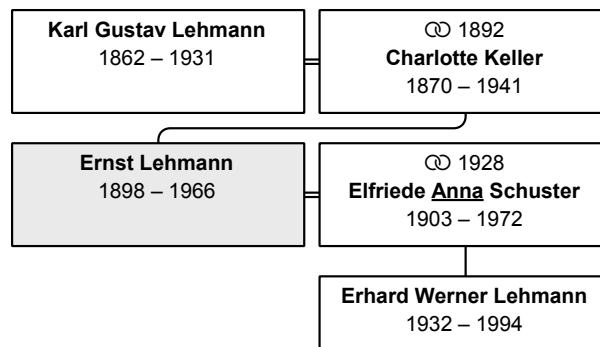 Karl Gustav Lehmann
1862 – 1931
⚭ 1892
Charlotte Keller
1870 – 1941
Ernst Lehmann
1898 – 1966
⚭ 1928
Elfriede Anna Schuster
1903 – 1972
Erhard Werner Lehmann
1932 – 1994